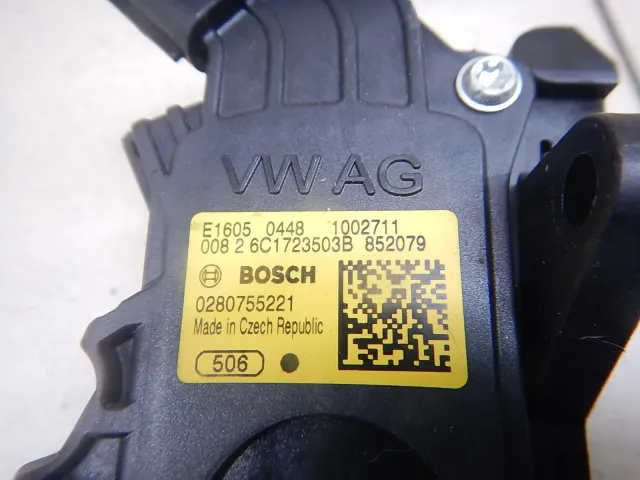 VW AG
E1605 0448 1002711
008 2 6C1723503B 852079
BOSCH
0280755221
Made in Czech Republic
506